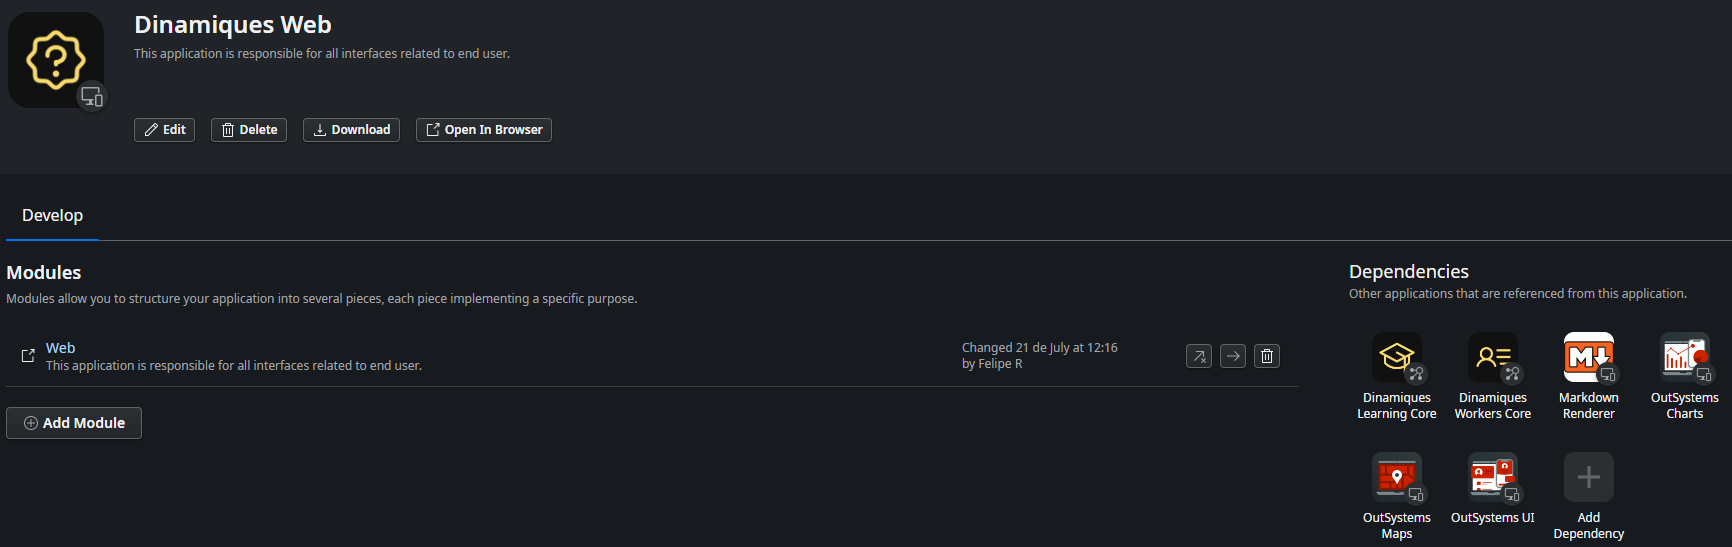 Dinamiques Web
This application is responsible for all interfaces related to end user.
Edit
Delete
Download
Open In Browser
Develop
Modules
Modules allow you to structure your application into several pieces, each piece implementing a specific purpose.
Web
This application is responsible for all interfaces related to end user.
Changed 21 de July at 12:16
by Felipe R
Add Module
Dependencies
Other applications that are referenced from this application.
Dinamiques
Learning Core
Dinamiques
Workers Core
Markdown
Renderer
OutSystems
Charts
OutSystems
Maps
OutSystems UI
Add
Dependency